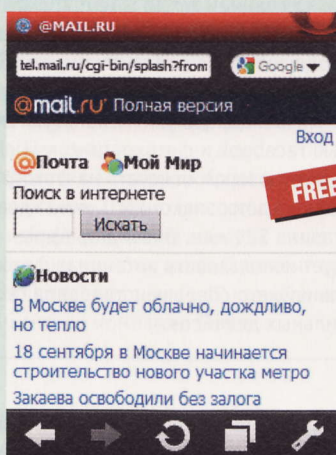 @MAIL.RU
tel.mail.ru/cgi-bin/splash?from
Google
@mail.ru Полная версия
Вход
@Почта Мой Мир
FREE
Поиск в интернете
Искать
Новости
В Москве будет облачно, дождливо,
но тепло
18 сентября в Москве начинается
строительство нового участка метро
Закаева освободили без залога